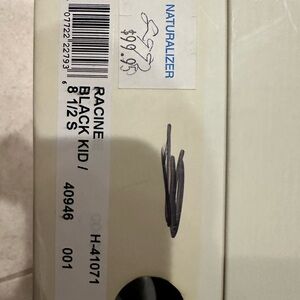 NATURALIZER
$99.95
07722 22793
RACINE
BLACK KID /
8 1/2 S
H-41071
40946 001